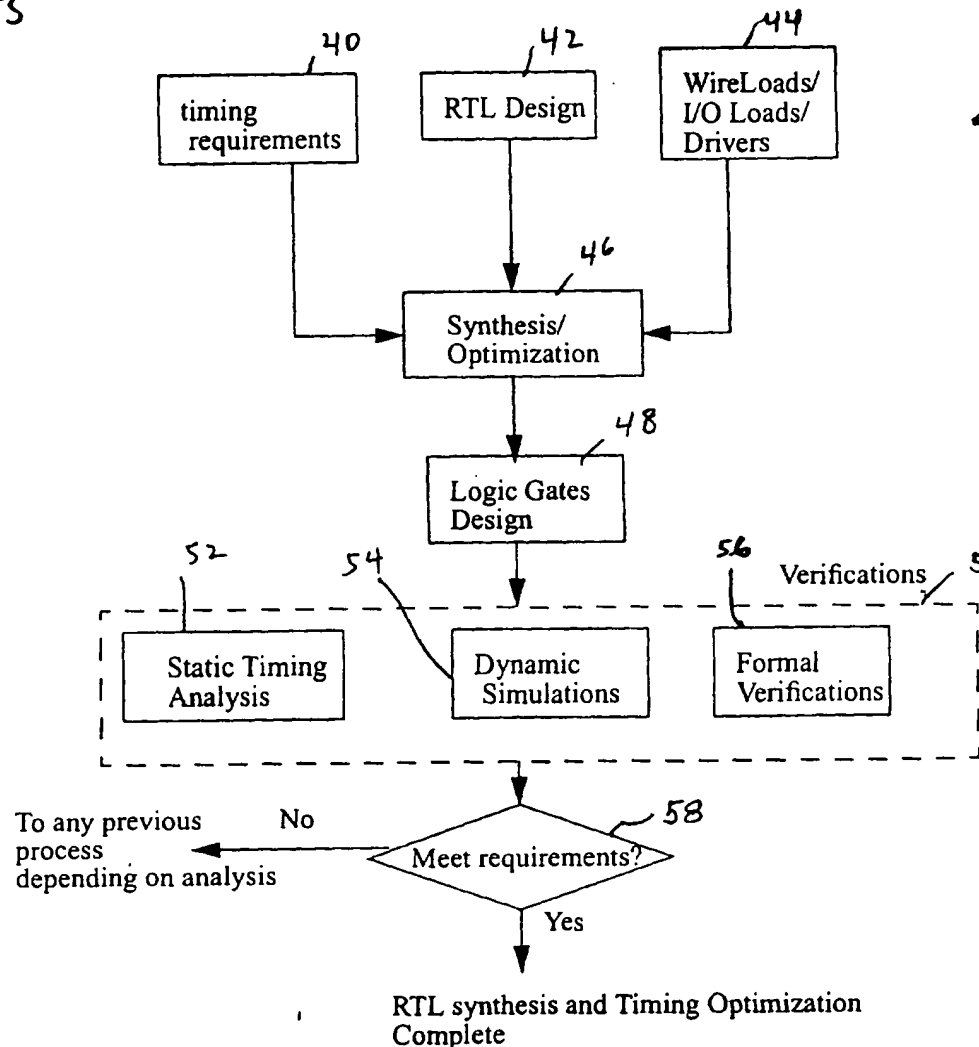 40
42
44
timing
requirements
RTL Design
WireLoads/
I/O Loads/
Drivers
46
Synthesis/
Optimization
48
Logic Gates
Design
52
54
56
Verifications
Static Timing
Analysis
Dynamic
Simulations
Formal
Verifications
58
To any previous
process
depending on analysis
No
Meet requirements?
Yes
RTL synthesis and Timing Optimization
Complete